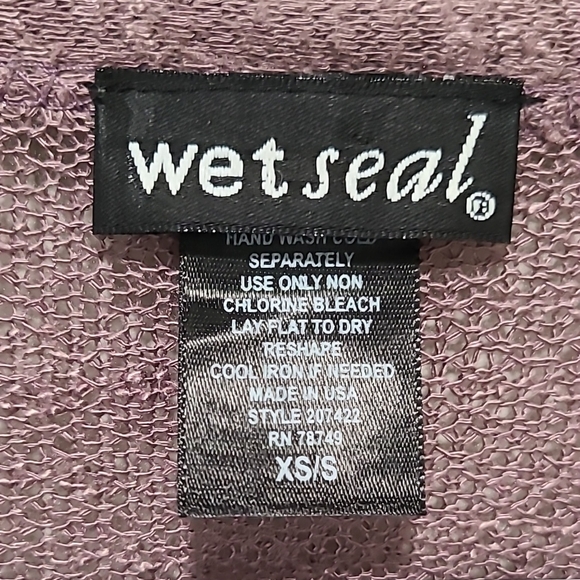 wet seal®
HAND WASH COLD
SEPARATELY
USE ONLY NON
CHLORINE BLEACH
LAY FLAT TO DRY
RESHAPE
COOL IRON IF NEEDED
MADE IN USA
STYLE 207422
RN 78749
XS/S